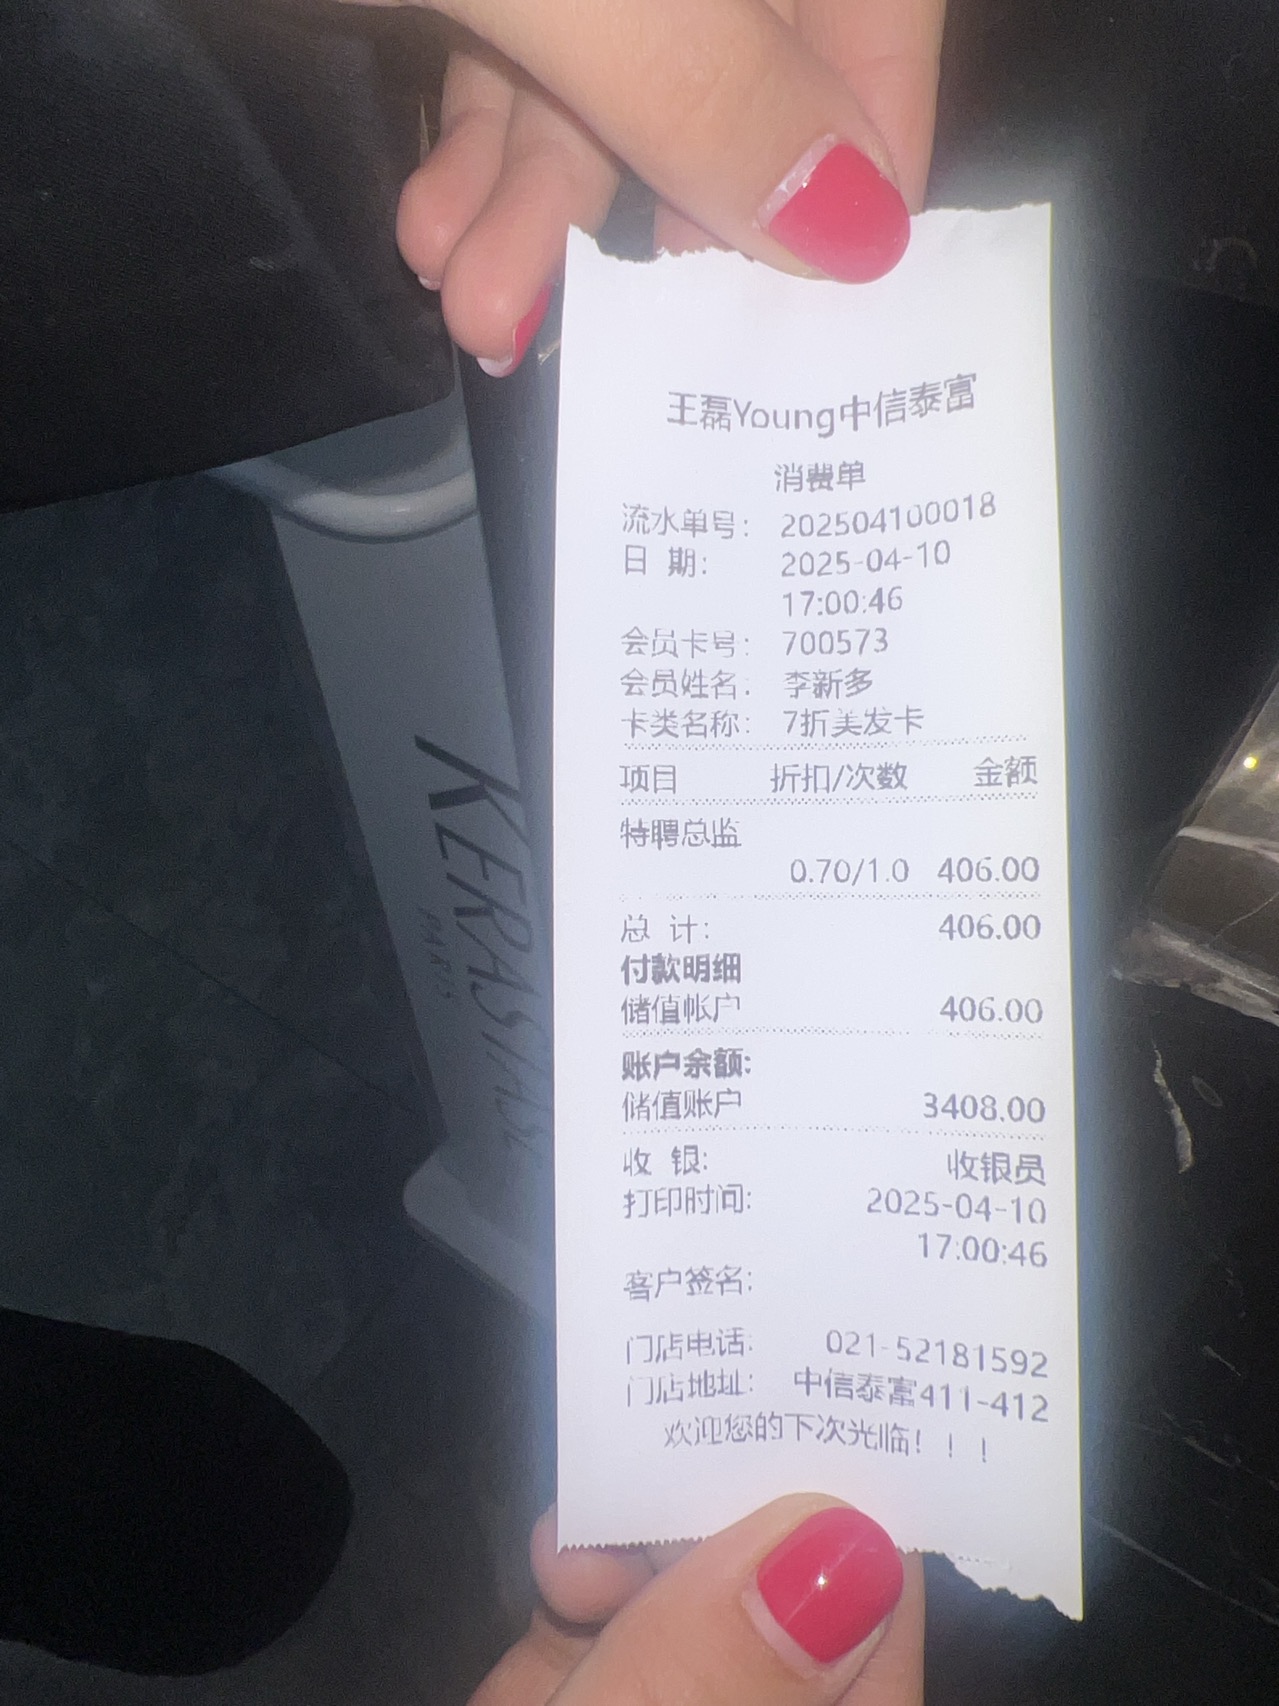 王磊Young中信泰富
消费单
流水单号: 202504100018
日 期: 2025-04-10
17:00:46
会员卡号: 700573
会员姓名: 李新多
卡类名称: 7折美发卡
项目 折扣/次数 金额
特聘总监
0.70/1.0 406.00
总 计: 406.00
付款明细
储值帐户 406.00
账户余额:
储值账户 3408.00
收 银: 收银员
打印时间: 2025-04-10
17:00:46
客户签名:
门店电话: 021-52181592
门店地址: 中信泰富411-412
欢迎您的下次光临!!!
KERASTASE
PARIS